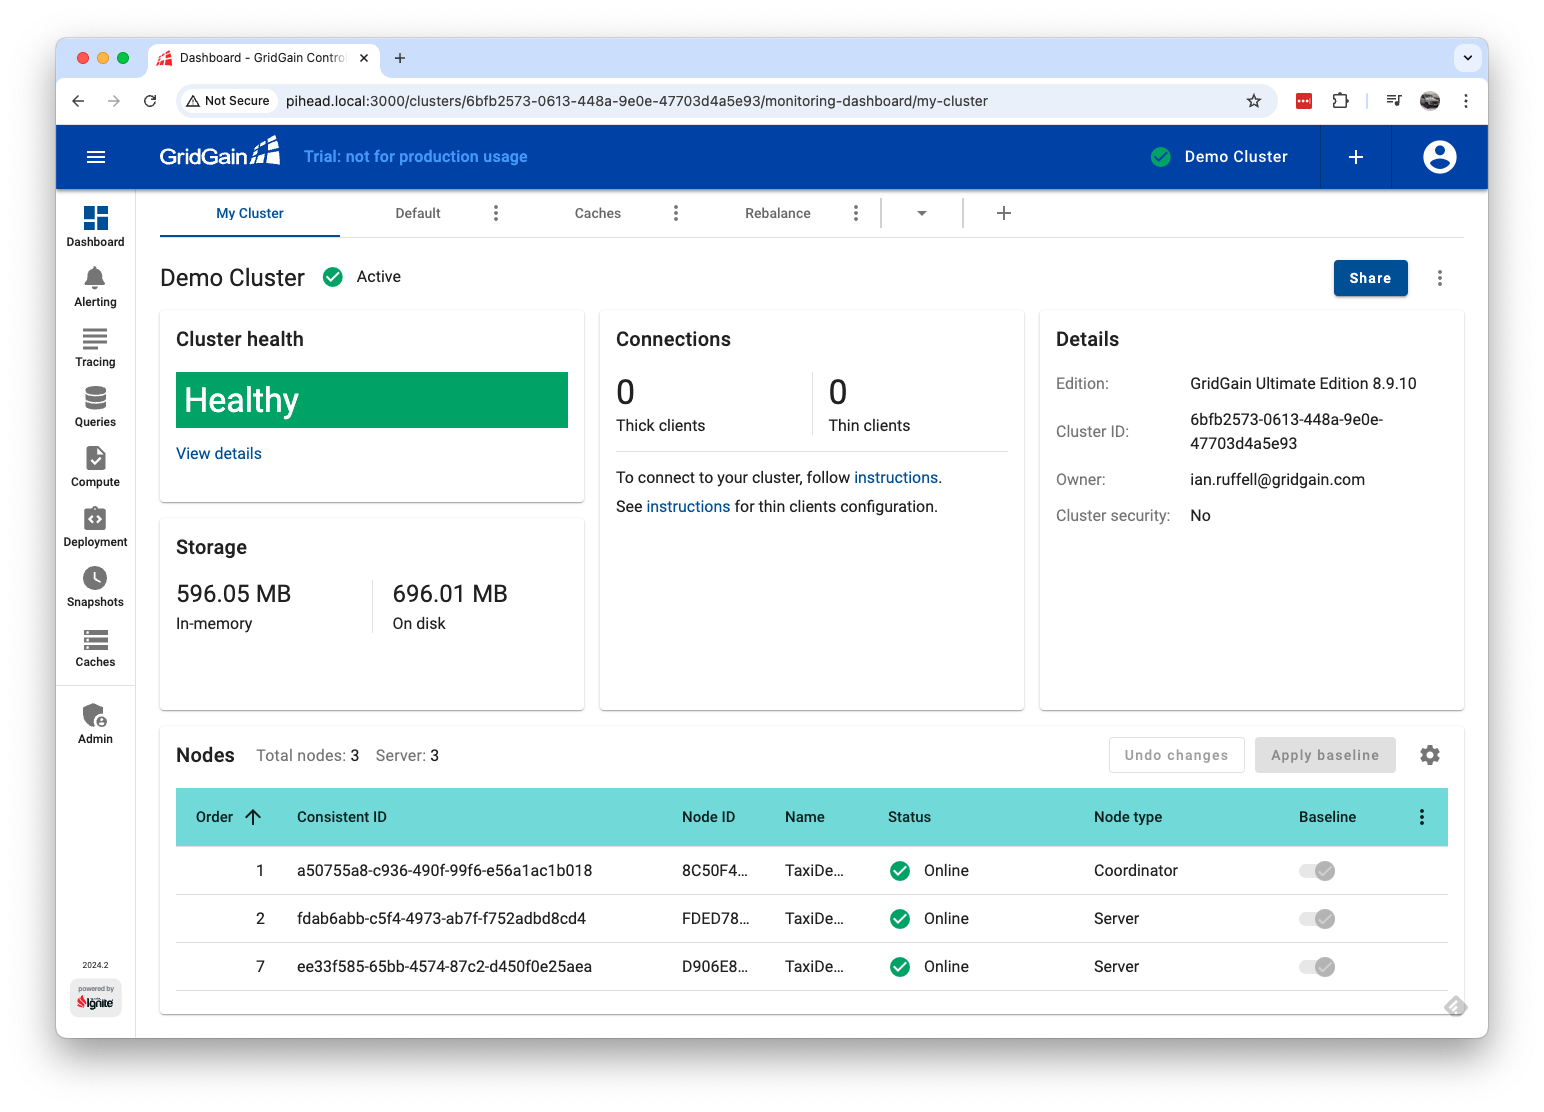 Dashboard - GridGain Contro
Not Secure
pihead.local:3000/clusters/6bfb2573-0613-448a-9e0e-47703d4a5e93/monitoring-dashboard/my-cluster
GridGain
Trial: not for production usage
Demo Cluster
Dashboard
Alerting
Tracing
Queries
Compute
Deployment
Snapshots
Caches
Admin
2024.2
powered by
Ignite
My Cluster
Default
Caches
Rebalance
Demo Cluster
Active
Share
Cluster health
Healthy
View details
Storage
596.05 MB
In-memory
696.01 MB
On disk
Connections
0
Thick clients
0
Thin clients
To connect to your cluster, follow instructions.
See instructions for thin clients configuration.
Details
Edition: GridGain Ultimate Edition 8.9.10
Cluster ID: 6bfb2573-0613-448a-9e0e-
47703d4a5e93
Owner: ian.ruffell@gridgain.com
Cluster security: No
Nodes Total nodes: 3 Server: 3
Undo changes
Apply baseline
Order Consistent ID Node ID Name Status Node type Baseline
1 a50755a8-c936-490f-99f6-e56a1ac1b018 8C50F4... TaxiDe... Online Coordinator
2 fdab6abb-c5f4-4973-ab7f-f752adbd8cd4 FDED78... TaxiDe... Online Server
7 ee33f585-65bb-4574-87c2-d450f0e25aea D906E8... TaxiDe... Online Server